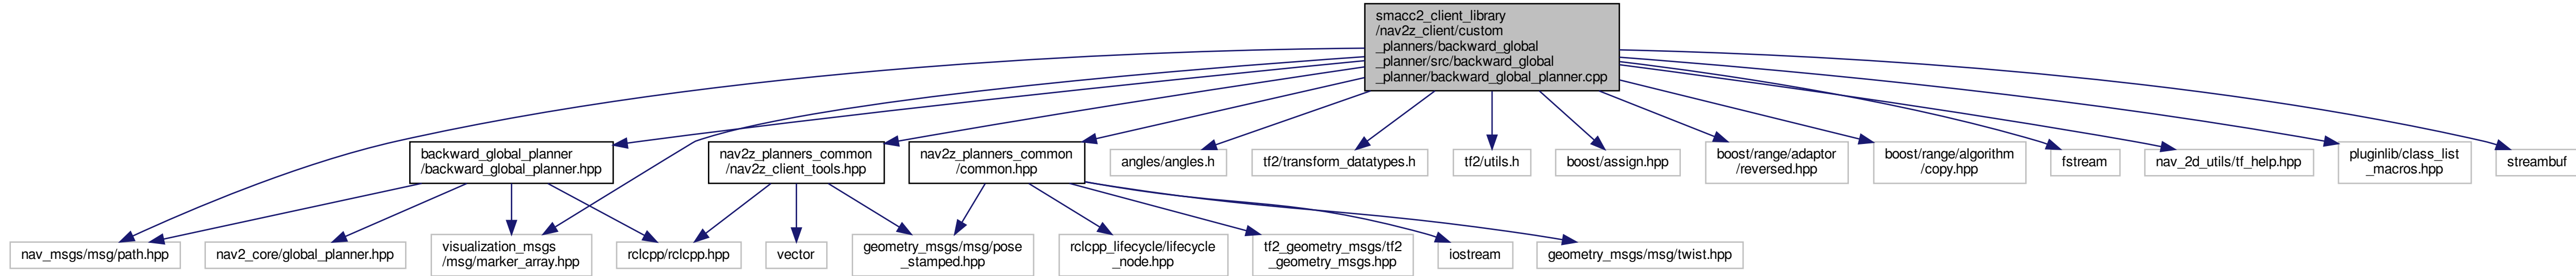 smacc2_client_library
/nav2z_client/custom
_planners/backward_global
_planner/src/backward_global
_planner/backward_global_planner.cpp
backward_global_planner
/backward_global_planner.hpp
nav2z_planners_common
/nav2z_client_tools.hpp
nav2z_planners_common
/common.hpp
angles/angles.h
tf2/transform_datatypes.h
tf2/utils.h
boost/assign.hpp
boost/range/adaptor
/reversed.hpp
boost/range/algorithm
/copy.hpp
fstream
nav_2d_utils/tf_help.hpp
pluginlib/class_list
_macros.hpp
streambuf
nav_msgs/msg/path.hpp
nav2_core/global_planner.hpp
visualization_msgs
/msg/marker_array.hpp
rclcpp/rclcpp.hpp
vector
geometry_msgs/msg/pose
_stamped.hpp
rclcpp_lifecycle/lifecycle
_node.hpp
tf2_geometry_msgs/tf2
_geometry_msgs.hpp
iostream
geometry_msgs/msg/twist.hpp